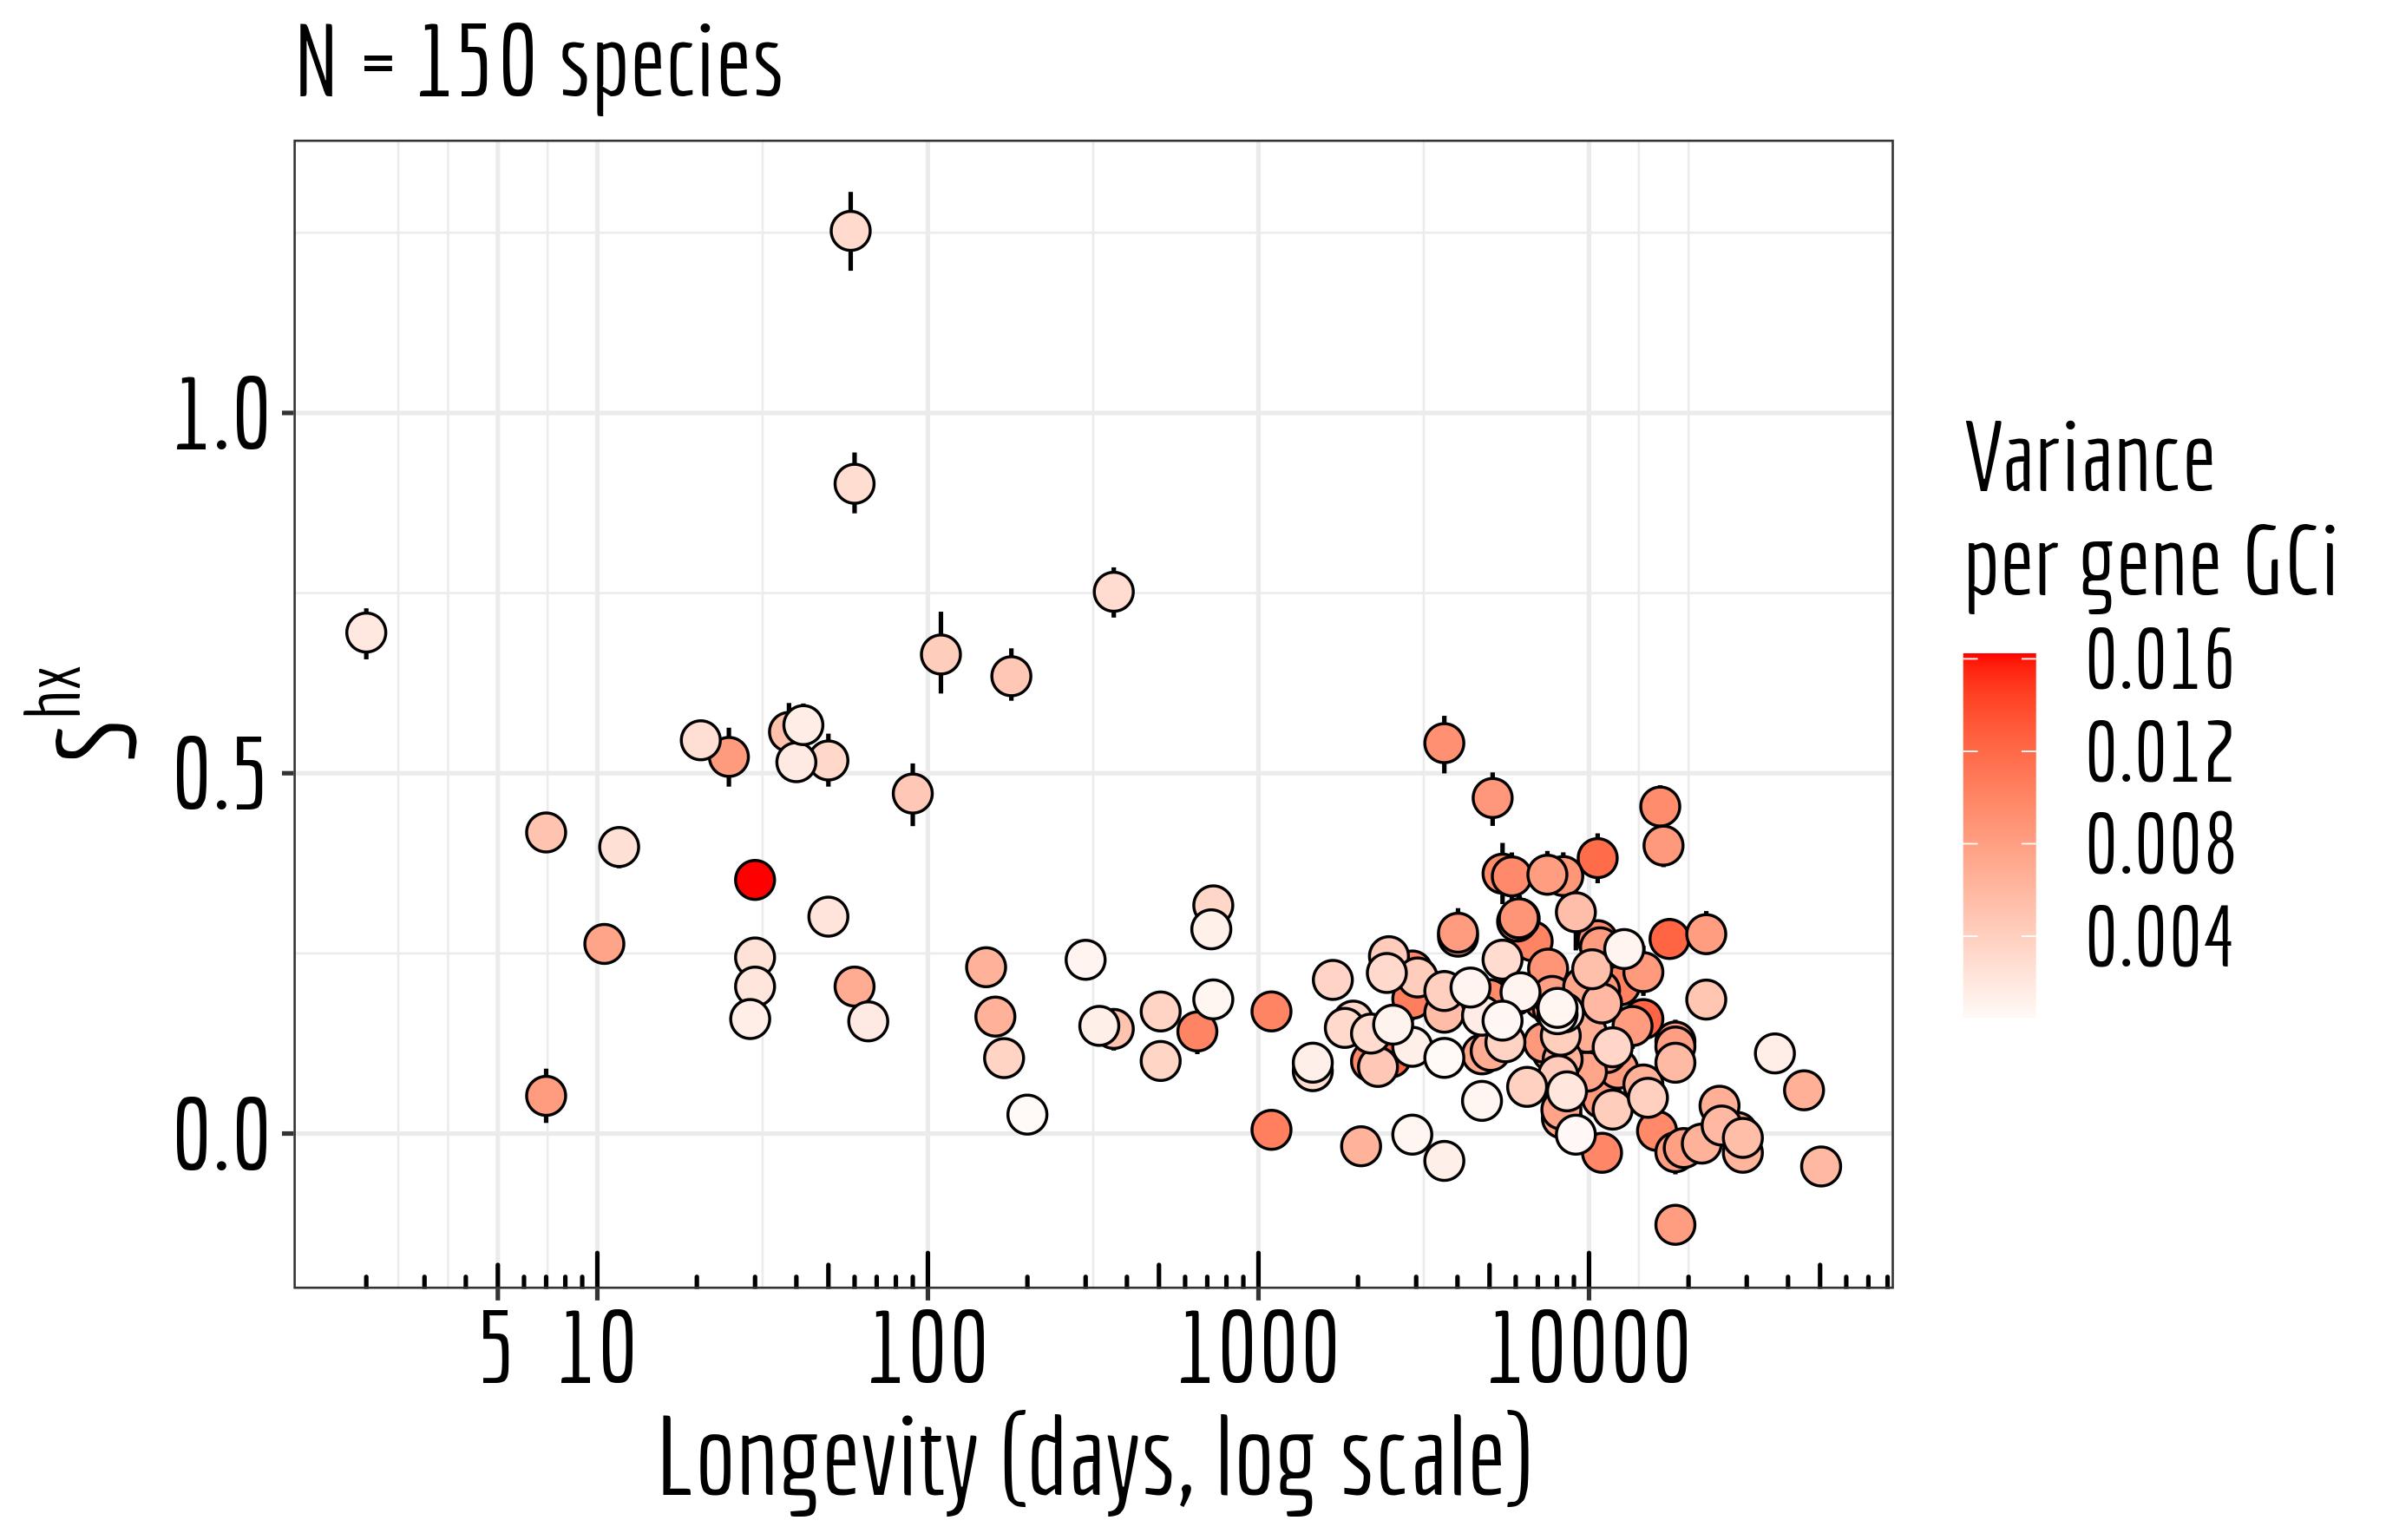 N = 150 species
1.0
0.5
0.0
S hx
5 10 100 1000 10000
Longevity (days, log scale)
Variance
per gene GCi
0.016
0.012
0.008
0.004